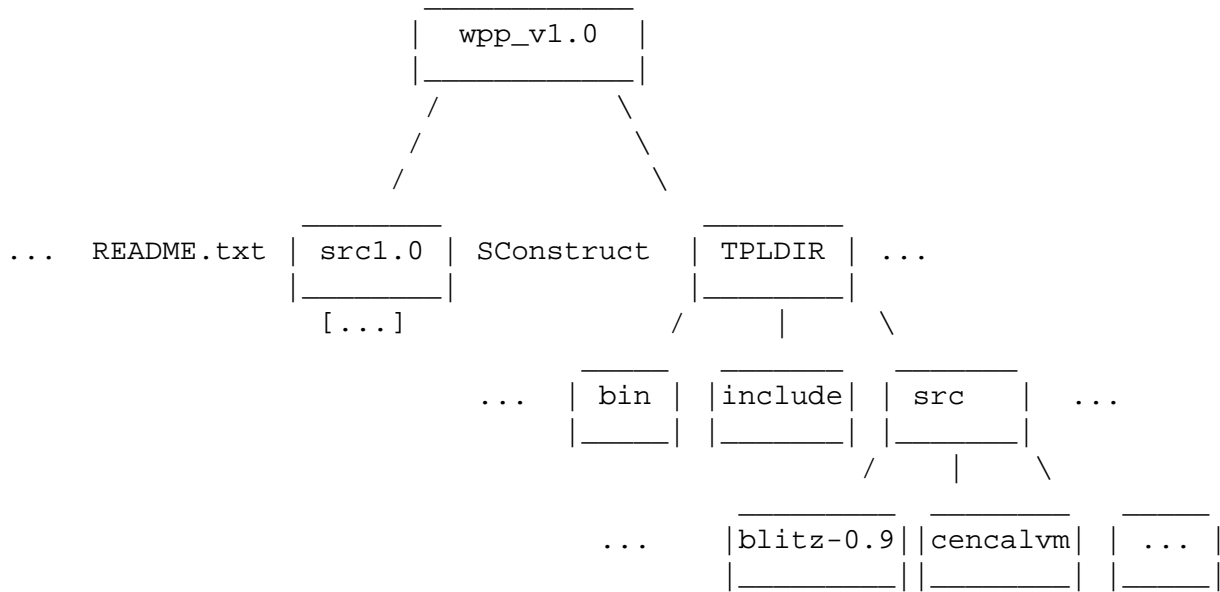 wpp_v1.0
... README.txt src1.0 SConstruct TPLDIR ...
[...]
... bin include src ...
... blitz-0.9 cencalvm ...